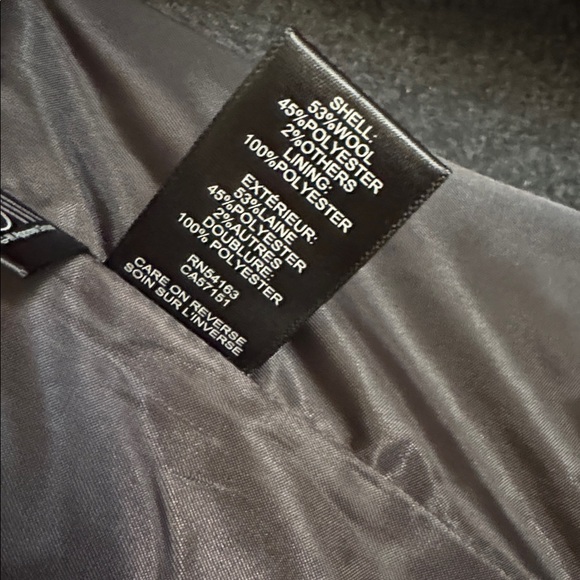 SHELL:
53%WOOL
45%POLYESTER
2%OTHERS
LINING:
100%POLYESTER
EXTÉRIEUR:
53%LAINE
45%POLYESTER
2%AUTRES
DOUBLURE:
100% POLYESTER
RN54163
CA57151
CARE ON REVERSE
SOIN SUR L'INVERSE